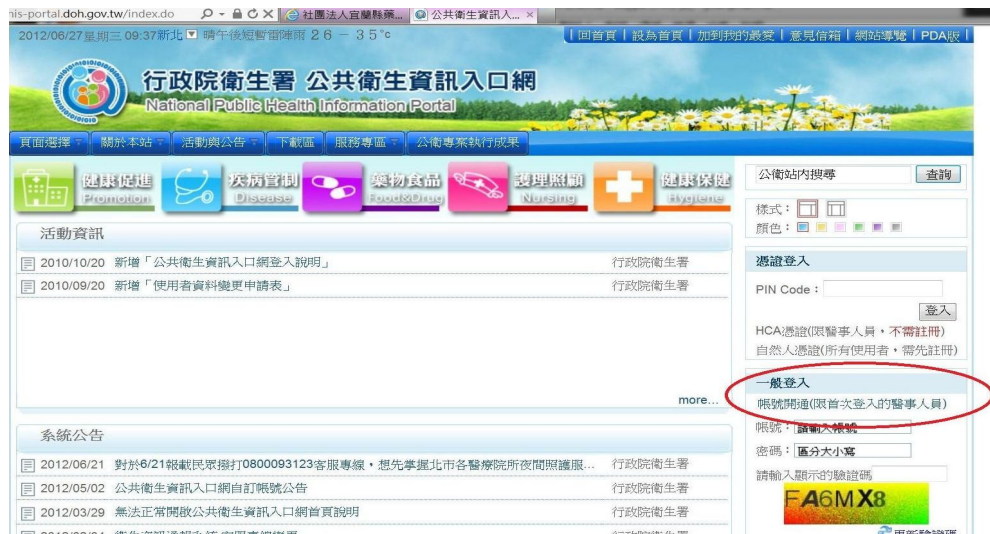 his-portal.doh.gov.tw/index.do
社團法人宜蘭縣藥...
公共衛生資訊入...
2012/06/27星期三 09:37新北 晴午後短暫雷陣雨 26 － 35℃
回首頁 | 設為首頁 | 加到我的最愛 | 意見信箱 | 網站導覽 | PDA版
行政院衛生署 公共衛生資訊入口網
National Public Health Information Portal
頁面選擇 關於本站 活動與公告 下載區 服務專區 公衛專案執行成果
健康促進 疾病管制 藥物食品 護理照顧 健康保健
Promotion Disease Food&Drug Nursing Hygiene
公衛站內搜尋 查詢
樣式：
顏色：
活動資訊
2010/10/20 新增「公共衛生資訊入口網登入說明」 行政院衛生署
2010/09/20 新增「使用者資料變更申請表」 行政院衛生署
more...
憑證登入
PIN Code：
登入
HCA憑證(限醫事人員，不需註冊)
自然人憑證(所有使用者，需先註冊)
一般登入
帳號開通(限首次登入的醫事人員)
帳號：請輸入帳號
密碼：區分大小寫
請輸入顯示的驗證碼
FA6MX8
更新驗證碼
系統公告
2012/06/21 對於6/21報載民眾撥打0800093123客服專線，想先掌握北市各醫療院所夜間照護服... 行政院衛生署
2012/05/02 公共衛生資訊入口網自訂帳號公告 行政院衛生署
2012/03/29 無法正常開啟公共衛生資訊入口網首頁說明 行政院衛生署